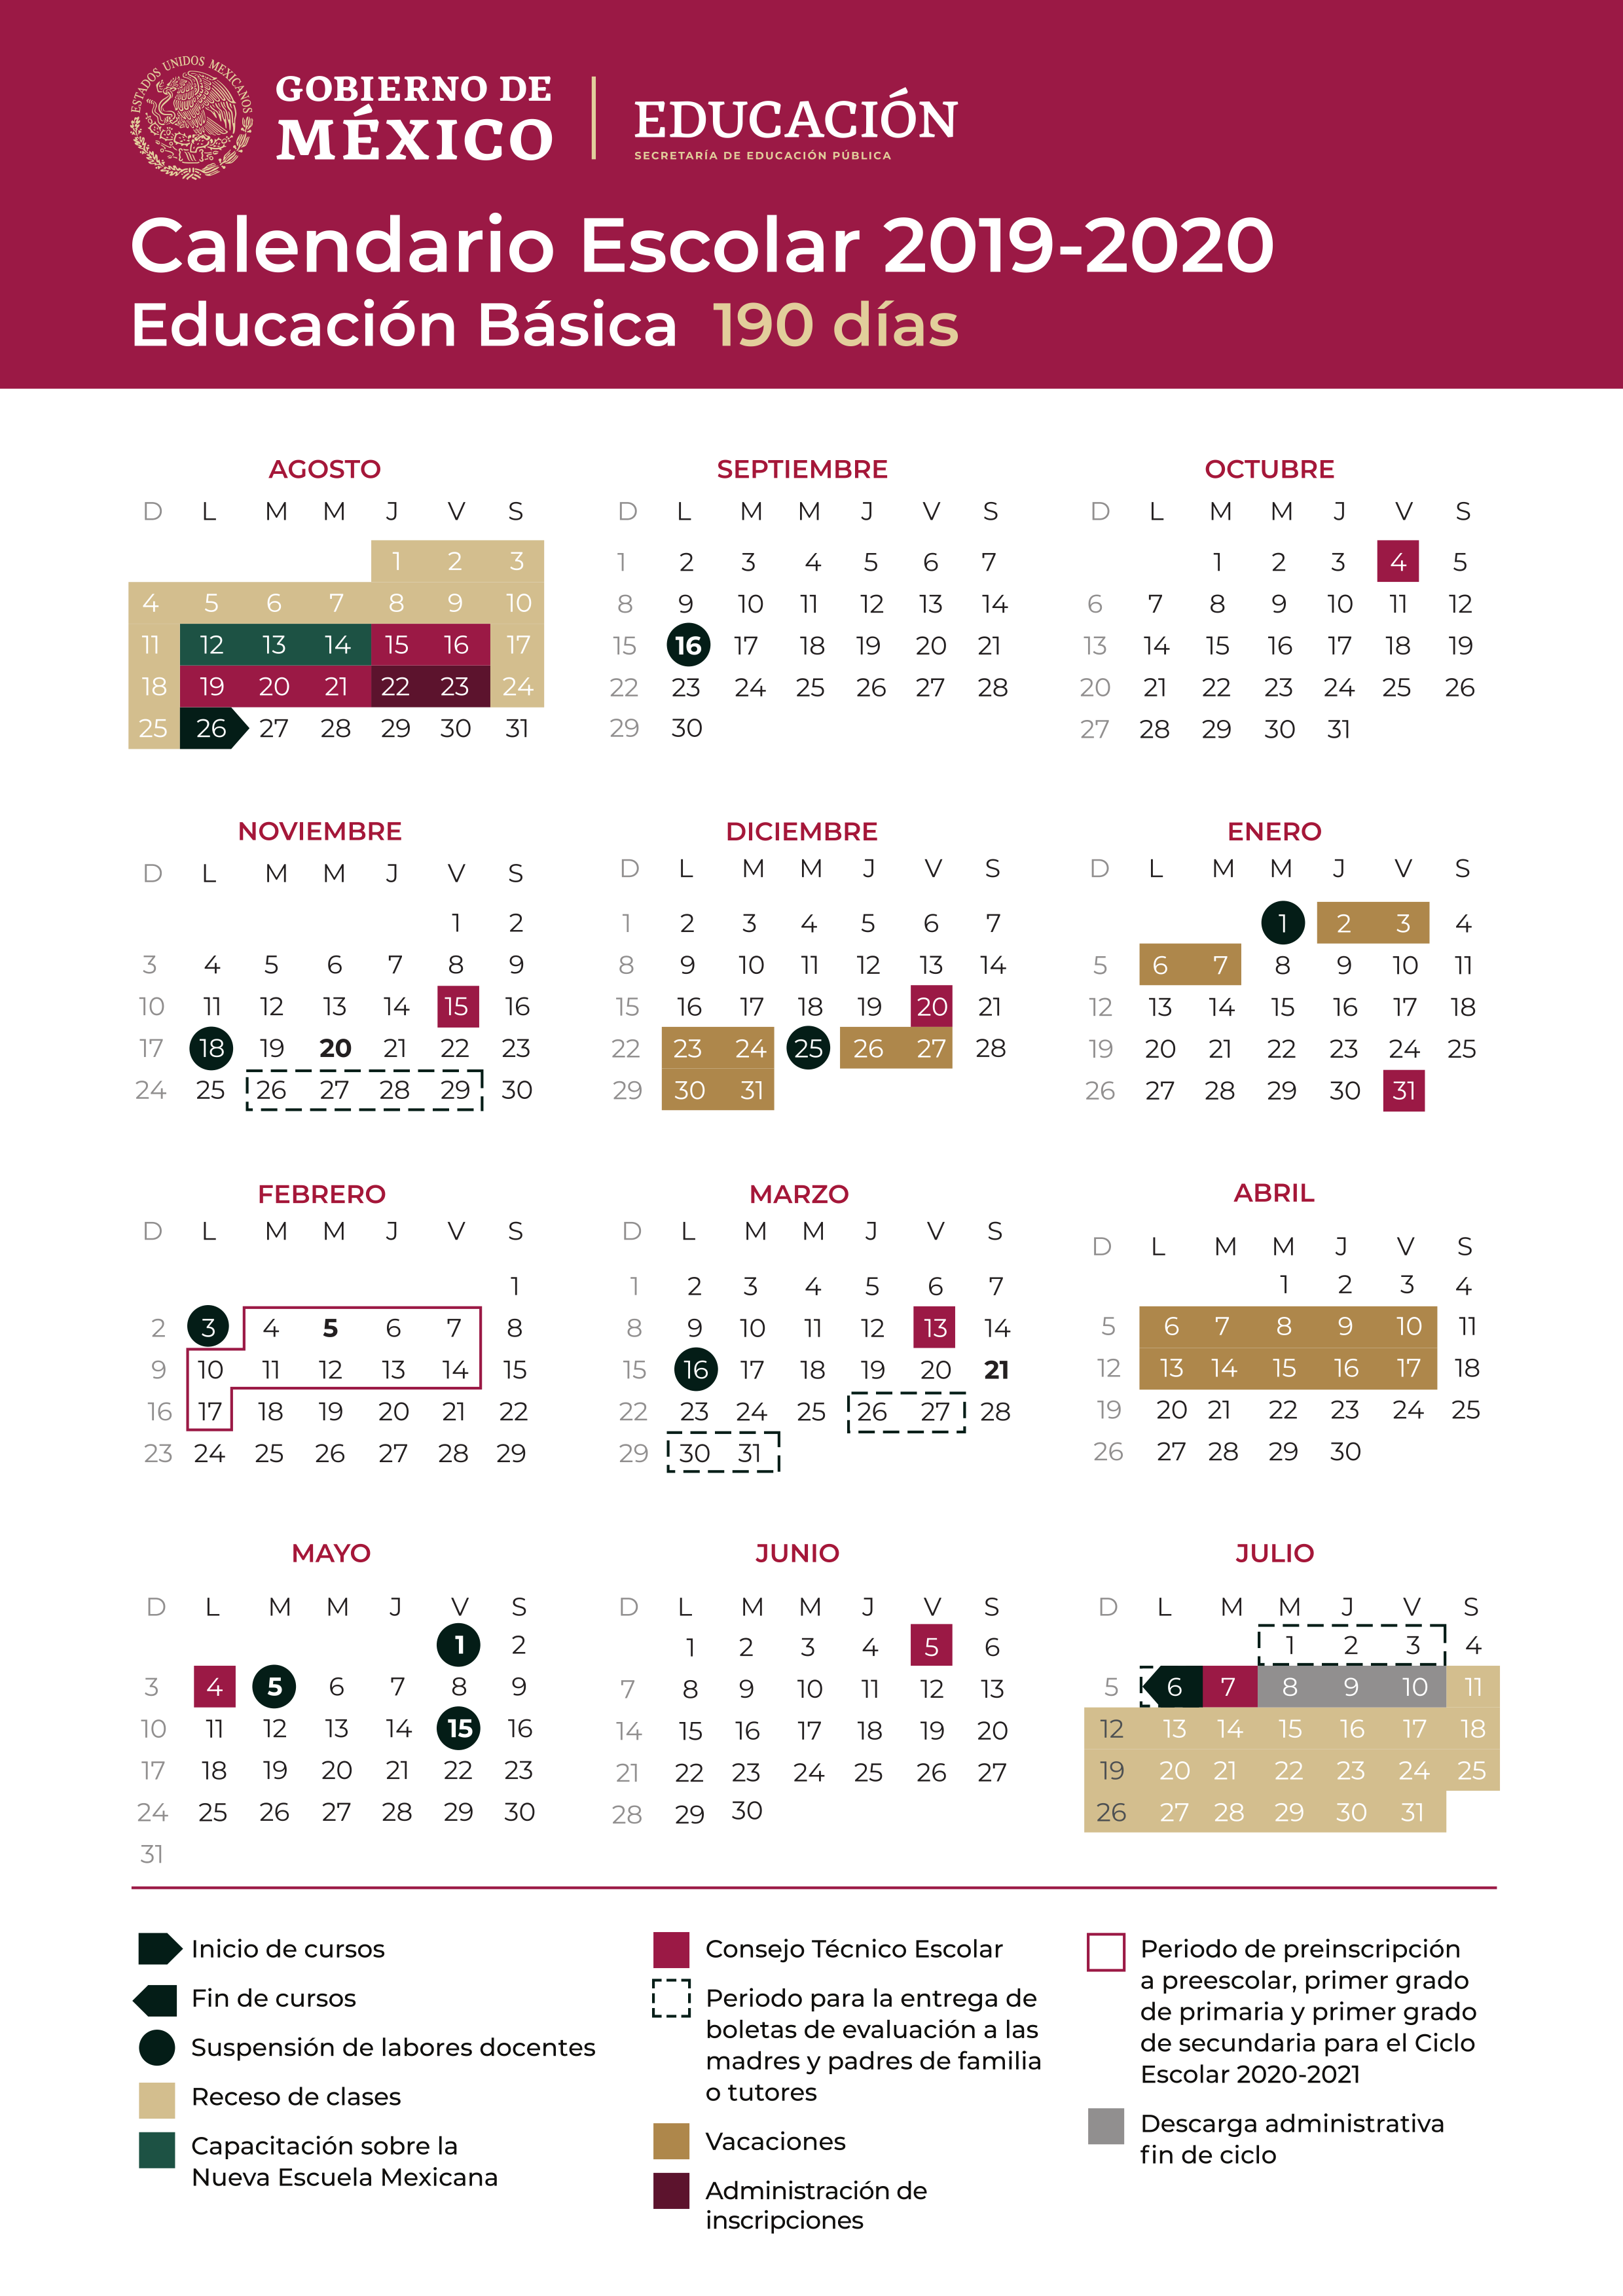 ESTADOS UNIDOS MEXICANOS
GOBIERNO DE
MÉXICO
EDUCACIÓN
SECRETARÍA DE EDUCACIÓN PÚBLICA
Calendario Escolar 2019-2020
Educación Básica 190 días
AGOSTO
D L M M J V S
1 2 3
4 5 6 7 8 9 10
11 12 13 14 15 16 17
18 19 20 21 22 23 24
25 26 27 28 29 30 31
SEPTIEMBRE
D L M M J V S
1 2 3 4 5 6 7
8 9 10 11 12 13 14
15 16 17 18 19 20 21
22 23 24 25 26 27 28
29 30
OCTUBRE
D L M M J V S
1 2 3 4 5
6 7 8 9 10 11 12
13 14 15 16 17 18 19
20 21 22 23 24 25 26
27 28 29 30 31
NOVIEMBRE
D L M M J V S
1 2
3 4 5 6 7 8 9
10 11 12 13 14 15 16
17 18 19 20 21 22 23
24 25 26 27 28 29 30
DICIEMBRE
D L M M J V S
1 2 3 4 5 6 7
8 9 10 11 12 13 14
15 16 17 18 19 20 21
22 23 24 25 26 27 28
29 30 31
ENERO
D L M M J V S
1 2 3 4
5 6 7 8 9 10 11
12 13 14 15 16 17 18
19 20 21 22 23 24 25
26 27 28 29 30 31
FEBRERO
D L M M J V S
1
2 3 4 5 6 7 8
9 10 11 12 13 14 15
16 17 18 19 20 21 22
23 24 25 26 27 28 29
MARZO
D L M M J V S
1 2 3 4 5 6 7
8 9 10 11 12 13 14
15 16 17 18 19 20 21
22 23 24 25 26 27 28
29 30 31
ABRIL
D L M M J V S
1 2 3 4
5 6 7 8 9 10 11
12 13 14 15 16 17 18
19 20 21 22 23 24 25
26 27 28 29 30
MAYO
D L M M J V S
1 2
3 4 5 6 7 8 9
10 11 12 13 14 15 16
17 18 19 20 21 22 23
24 25 26 27 28 29 30
31
JUNIO
D L M M J V S
1 2 3 4 5 6
7 8 9 10 11 12 13
14 15 16 17 18 19 20
21 22 23 24 25 26 27
28 29 30
JULIO
D L M M J V S
1 2 3 4
5 6 7 8 9 10 11
12 13 14 15 16 17 18
19 20 21 22 23 24 25
26 27 28 29 30 31
Inicio de cursos
Fin de cursos
Suspensión de labores docentes
Receso de clases
Capacitación sobre la
Nueva Escuela Mexicana
Consejo Técnico Escolar
Periodo para la entrega de
boletas de evaluación a las
madres y padres de familia
o tutores
Vacaciones
Administración de
inscripciones
Periodo de preinscripción
a preescolar, primer grado
de primaria y primer grado
de secundaria para el Ciclo
Escolar 2020-2021
Descarga administrativa
fin de ciclo